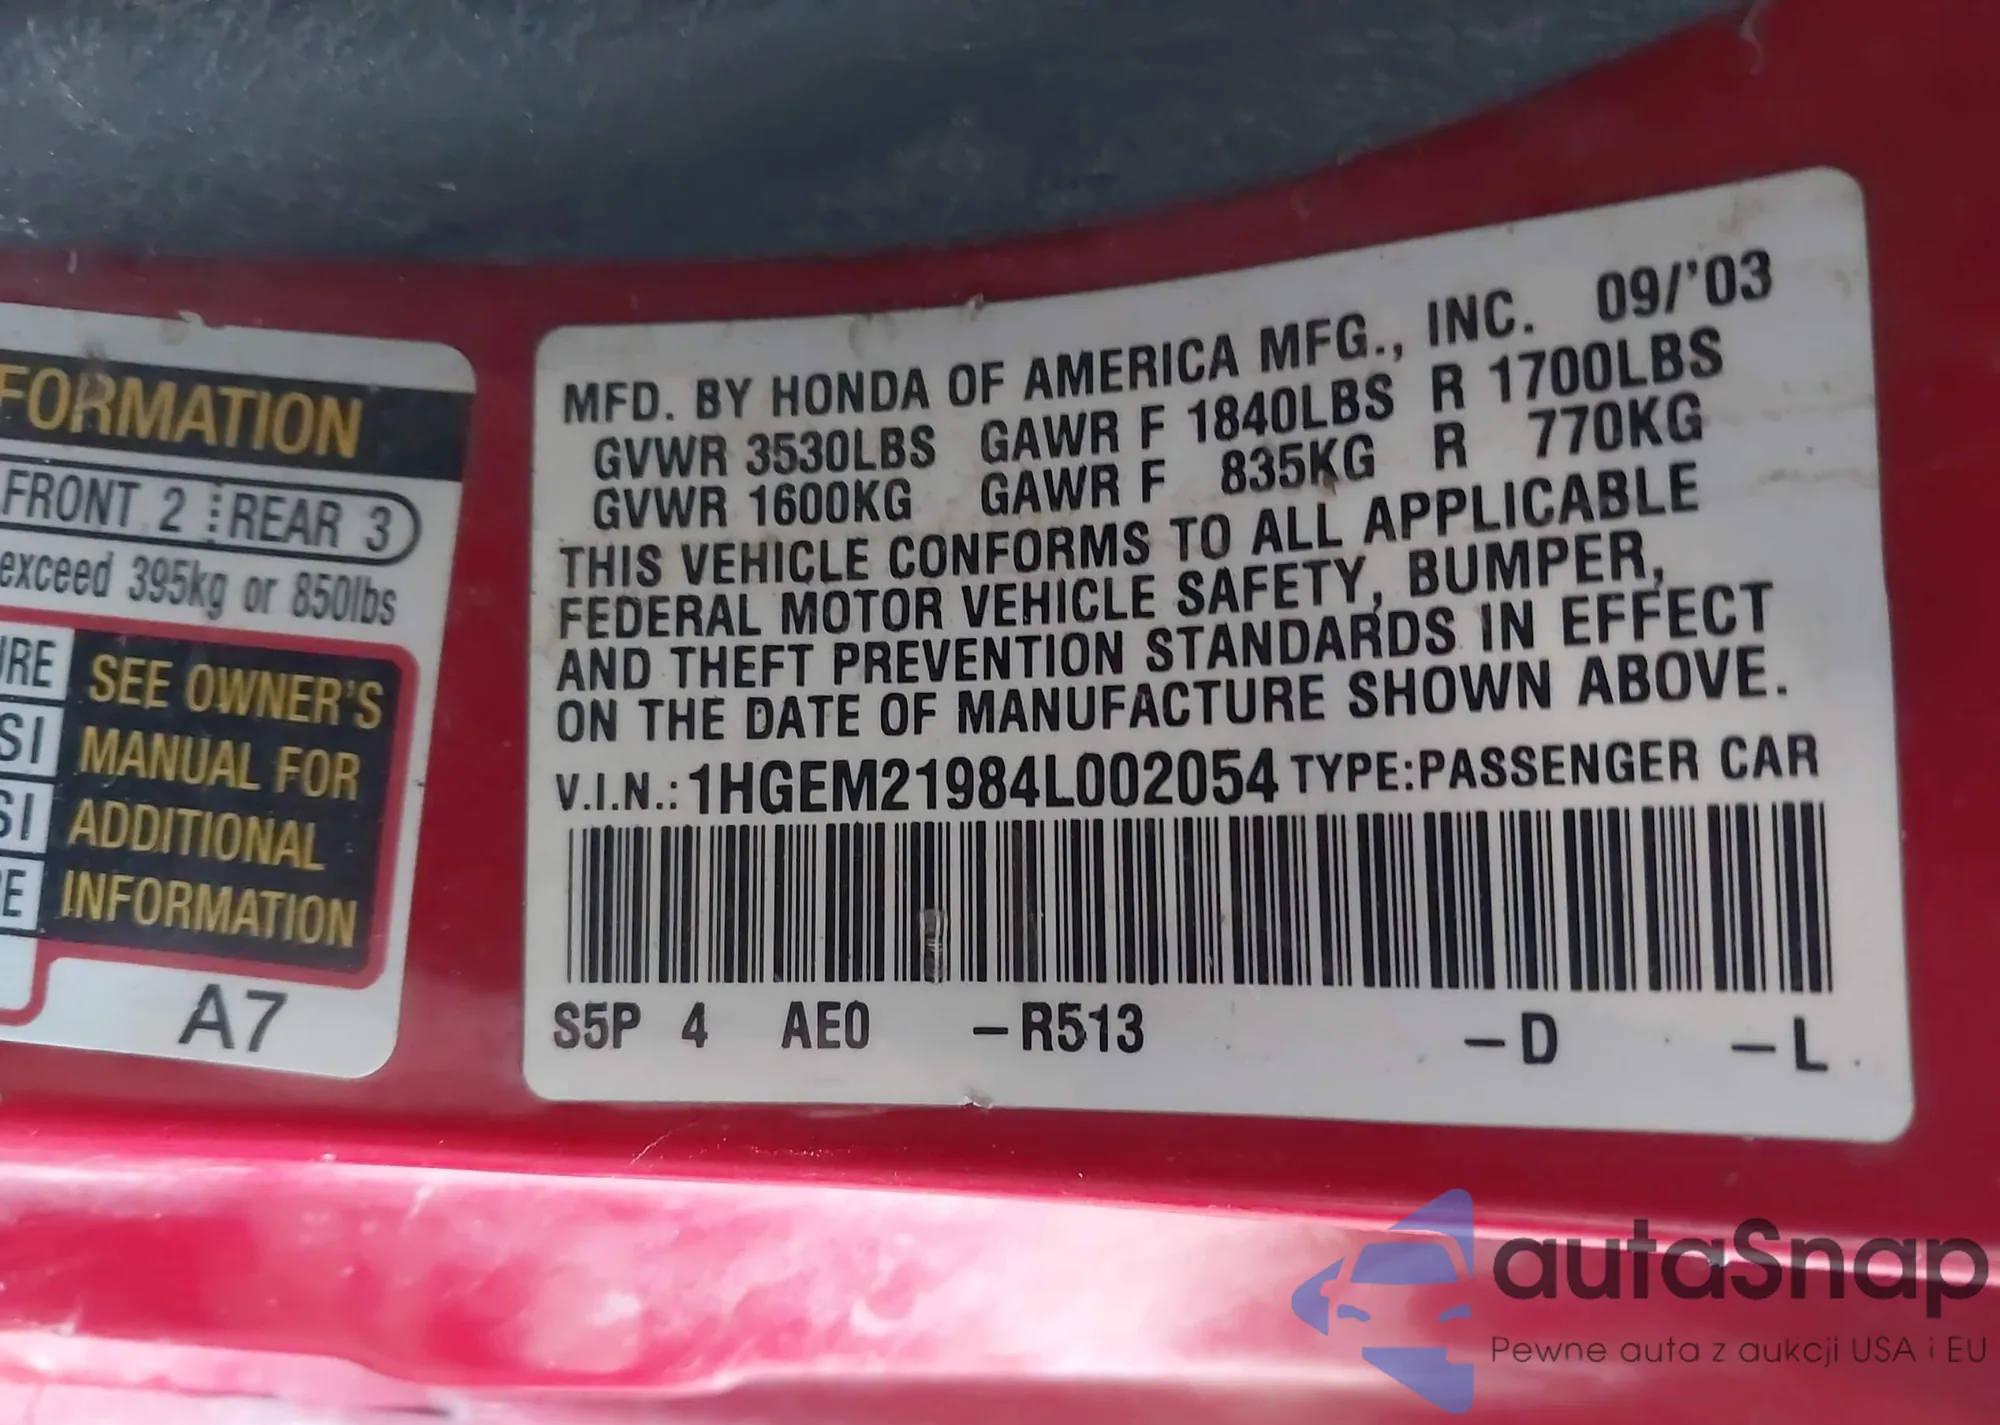 FORMATION
FRONT 2 REAR 3
exceed 395kg or 850lbs
SEE OWNER'S
MANUAL FOR
ADDITIONAL
INFORMATION
A7
MFD. BY HONDA OF AMERICA MFG., INC. 09/'03
GVWR 3530LBS GAWR F 1840LBS R 1700LBS
GVWR 1600KG GAWR F 835KG R 770KG
THIS VEHICLE CONFORMS TO ALL APPLICABLE
FEDERAL MOTOR VEHICLE SAFETY, BUMPER,
AND THEFT PREVENTION STANDARDS IN EFFECT
ON THE DATE OF MANUFACTURE SHOWN ABOVE.
V.I.N.: 1HGEM21984L002054 TYPE:PASSENGER CAR
S5P 4 AE0 –R513 –D –L
autaSnap
Pewne auta z aukcji USA i EU